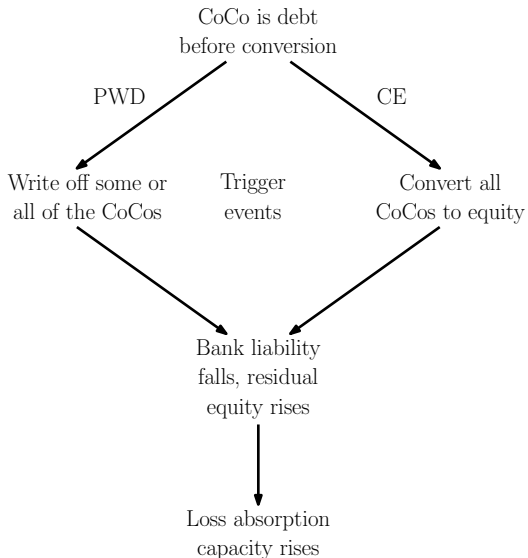 CoCo is debt
before conversion
PWD
CE
Write off some or
all of the CoCos
Trigger
events
Convert all
CoCos to equity
Bank liability
falls, residual
equity rises
Loss absorption
capacity rises